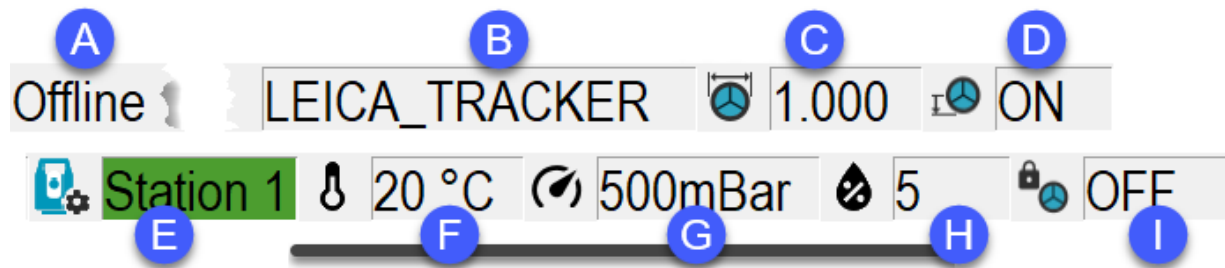 A B C D
Offline LEICA_TRACKER 1.000 ON
Station 1 20 °C 500mBar 5 OFF
E F G H I